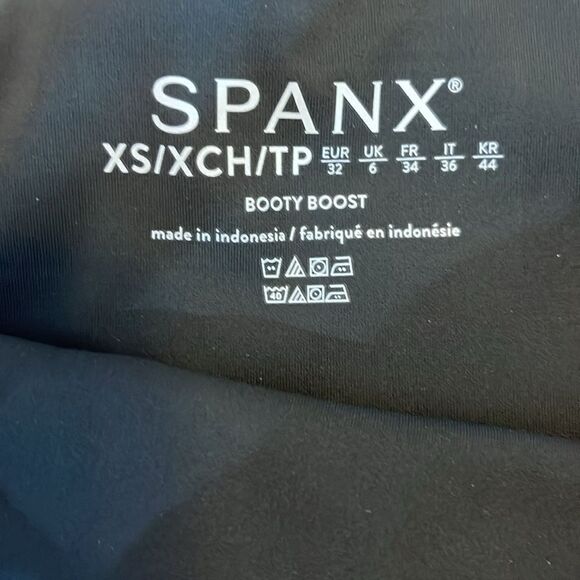 SPANX®
XS/XCH/TP EUR 32 UK 6 FR 34 IT 36 KR 44
BOOTY BOOST
made in indonesia / fabriqué en indonésie
40